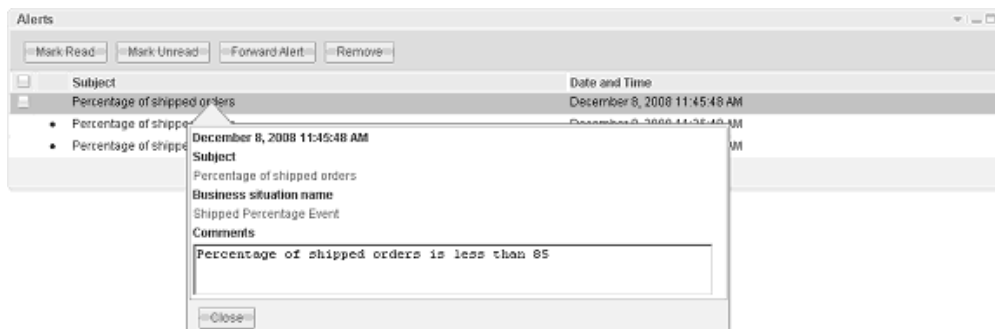 Alerts
Mark Read Mark Unread Forward Alert Remove
Subject Date and Time
Percentage of shipped orders December 8, 2008 11:45:48 AM
Percentage of shippe AM
Percentage of shippe AM
December 8, 2008 11:45:48 AM
Subject
Percentage of shipped orders
Business situation name
Shipped Percentage Event
Comments
Percentage of shipped orders is less than 85
Close